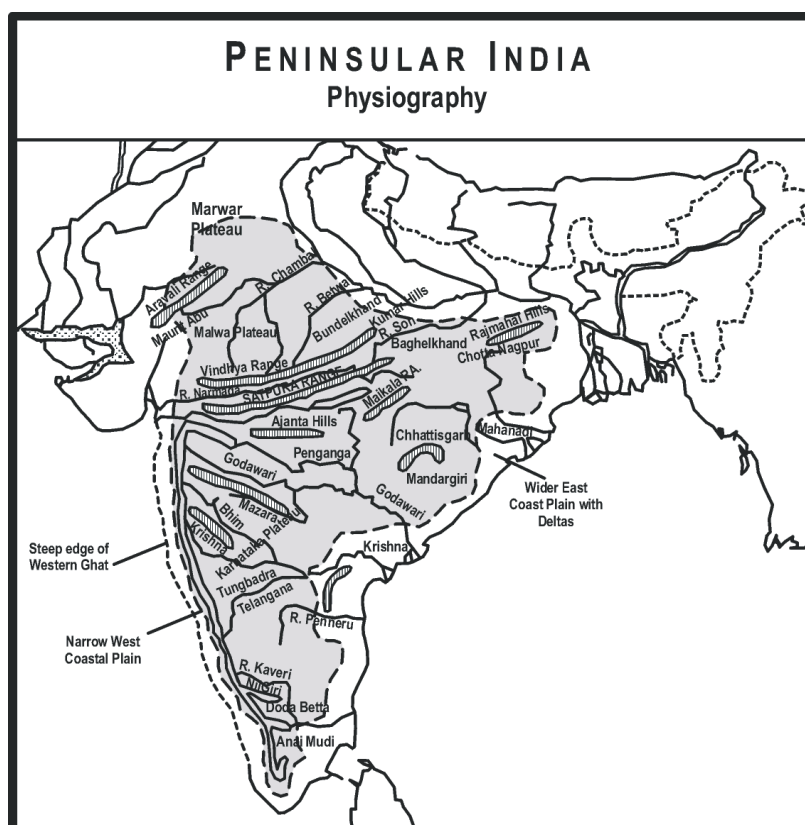 PENINSULAR INDIA
Physiography
Marwar
Plateau
Aravali Range
Maunt Abu
R. Chambal
R. Betwa
Malwa Plateau
Bundelkhand
Kumar Hills
R. Son
Baghelkhand
Rajmahal Hills
Chotta Nagpur
Vindhya Range
R. Narmada
SATPURA RANGE
Maikala RA.
Ajanta Hills
Chhattisgarh
Mahanadi
Penganga
Godawari
Mandargiri
Godawari
Wider East
Coast Plain with
Deltas
Mazara
Bhim
Krishna
Karnataka Plateau
Krishna
Steep edge of
Western Ghat
Tungbadra
Telangana
R. Penneru
Narrow West
Coastal Plain
R. Kaveri
Nilgiri
Doda Betta
Anai Mudi